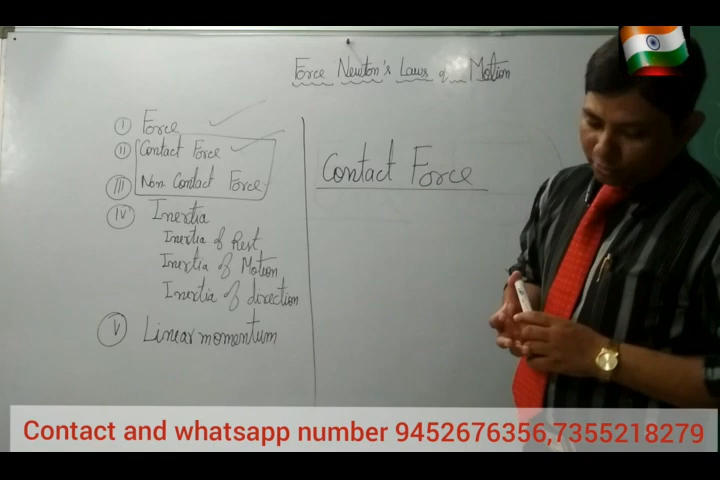 Force Newton's Laws of Motion
I Force
II Contact Force
III Non Contact Force
IV Inertia
Inertia of Rest
Inertia of Motion
Inertia of direction
V Linear momentum
Contact Force
Contact and whatsapp number 9452676356,7355218279